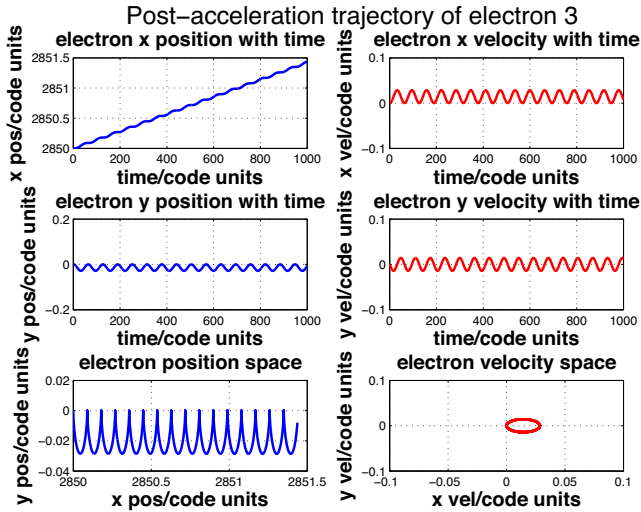 Post−acceleration trajectory of electron 3
electron x position with time
x pos/code units
2851.5
2851
2850.5
2850
0 200 400 600 800 1000
time/code units
electron x velocity with time
x vel/code units
0.1
0
−0.1
0 200 400 600 800 1000
time/code units
electron y position with time
y pos/code units
0.2
0
−0.2
0 200 400 600 800 1000
time/code units
electron y velocity with time
y vel/code units
0.1
0
−0.1
0 200 400 600 800 1000
time/code units
electron position space
y pos/code units
0.02
0
−0.02
−0.04
2850 2850.5 2851 2851.5
x pos/code units
electron velocity space
y vel/code units
0.1
0
−0.1
−0.1 −0.05 0 0.05 0.1
x vel/code units